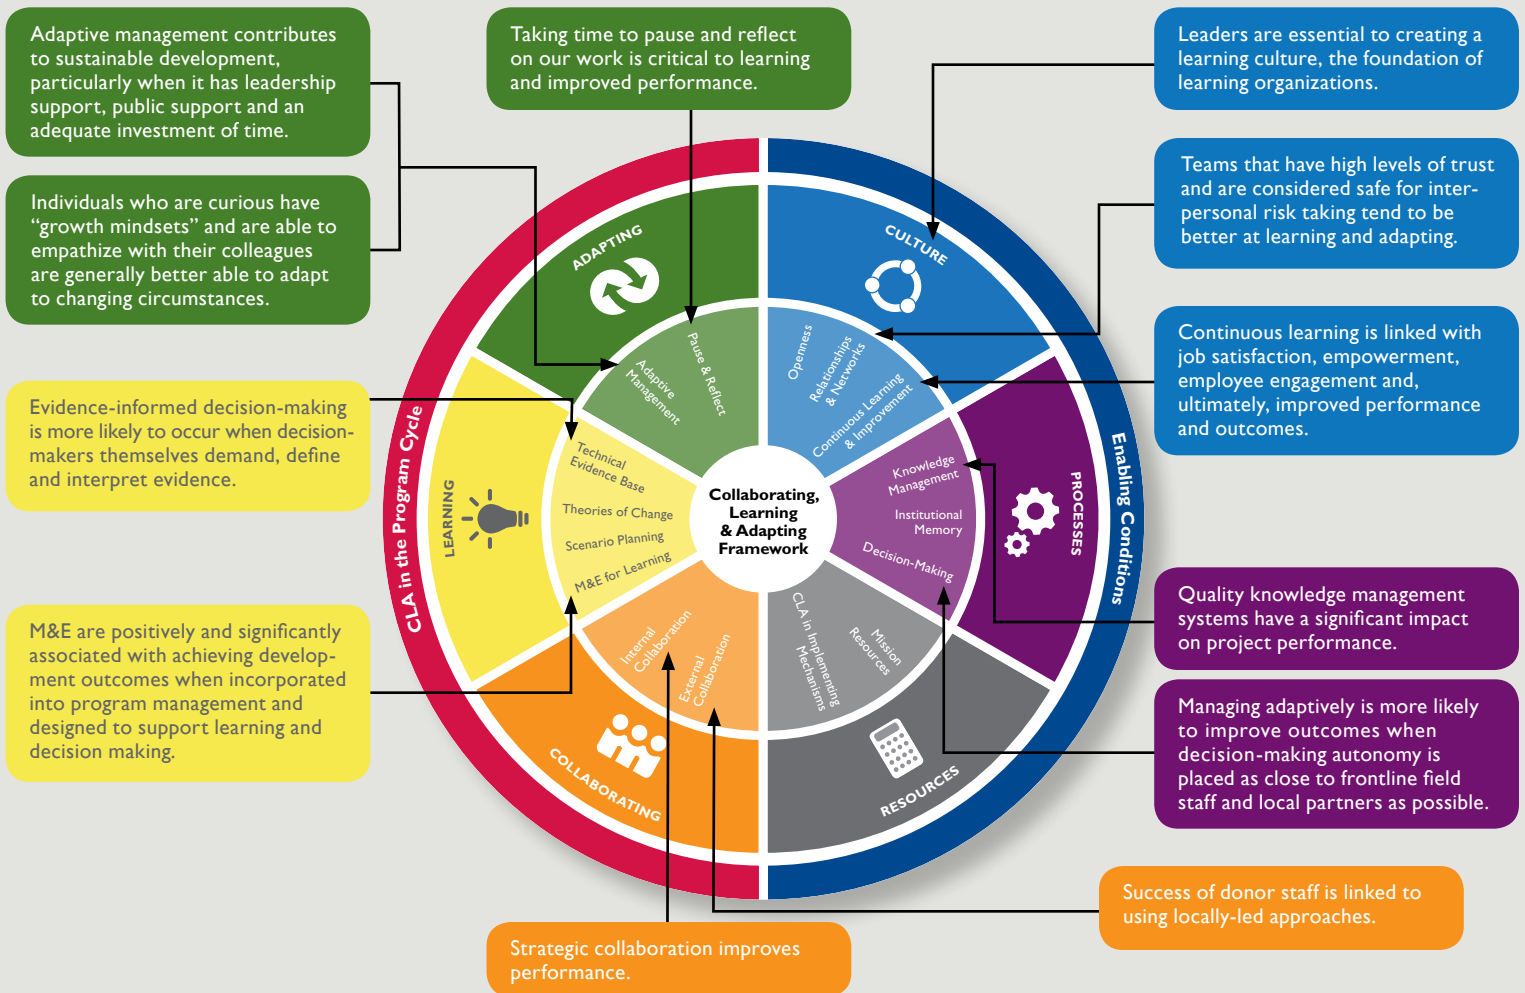 Adaptive management contributes
to sustainable development,
particularly when it has leadership
support, public support and an
adequate investment of time.
Taking time to pause and reflect
on our work is critical to learning
and improved performance.
Leaders are essential to creating a
learning culture, the foundation of
learning organizations.
Individuals who are curious have
“growth mindsets” and are able to
empathize with their colleagues
are generally better able to adapt
to changing circumstances.
Teams that have high levels of trust
and are considered safe for inter-
personal risk taking tend to be
better at learning and adapting.
Continuous learning is linked with
job satisfaction, empowerment,
employee engagement and,
ultimately, improved performance
and outcomes.
Evidence-informed decision-making
is more likely to occur when decision-
makers themselves demand, define
and interpret evidence.
M&E are positively and significantly
associated with achieving develop-
ment outcomes when incorporated
into program management and
designed to support learning and
decision making.
Quality knowledge management
systems have a significant impact
on project performance.
Managing adaptively is more likely
to improve outcomes when
decision-making autonomy is
placed as close to frontline field
staff and local partners as possible.
Success of donor staff is linked to
using locally-led approaches.
Strategic collaboration improves
performance.
CLA in the Program Cycle
Enabling Conditions
ADAPTING
Adaptive
Management
Pause & Reflect
CULTURE
Openness
Relationships
& Networks
Continuous Learning
& Improvement
PROCESSES
Knowledge
Management
Institutional
Memory
Decision-Making
RESOURCES
Mission
Resources
CLA in Implementing
Mechanisms
COLLABORATING
Internal
Collaboration
External
Collaboration
LEARNING
Technical
Evidence Base
Theories of Change
Scenario Planning
M&E for Learning
Collaborating,
Learning
& Adapting
Framework